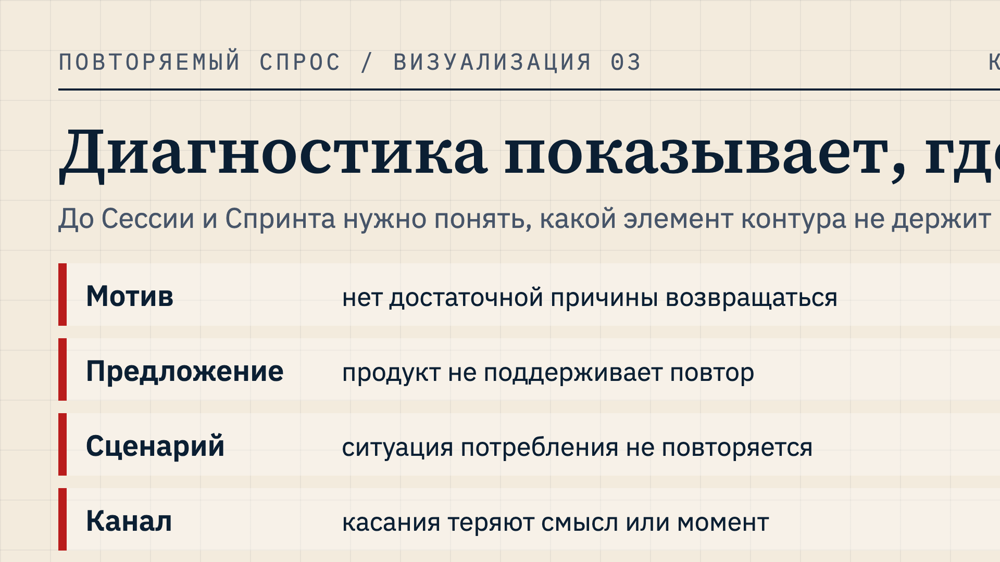 ПОВТОРЯЕМЫЙ СПРОС / ВИЗУАЛИЗАЦИЯ 03
Диагностика показывает, где
До Сессии и Спринта нужно понять, какой элемент контура не держит
Мотив нет достаточной причины возвращаться
Предложение продукт не поддерживает повтор
Сценарий ситуация потребления не повторяется
Канал касания теряют смысл или момент